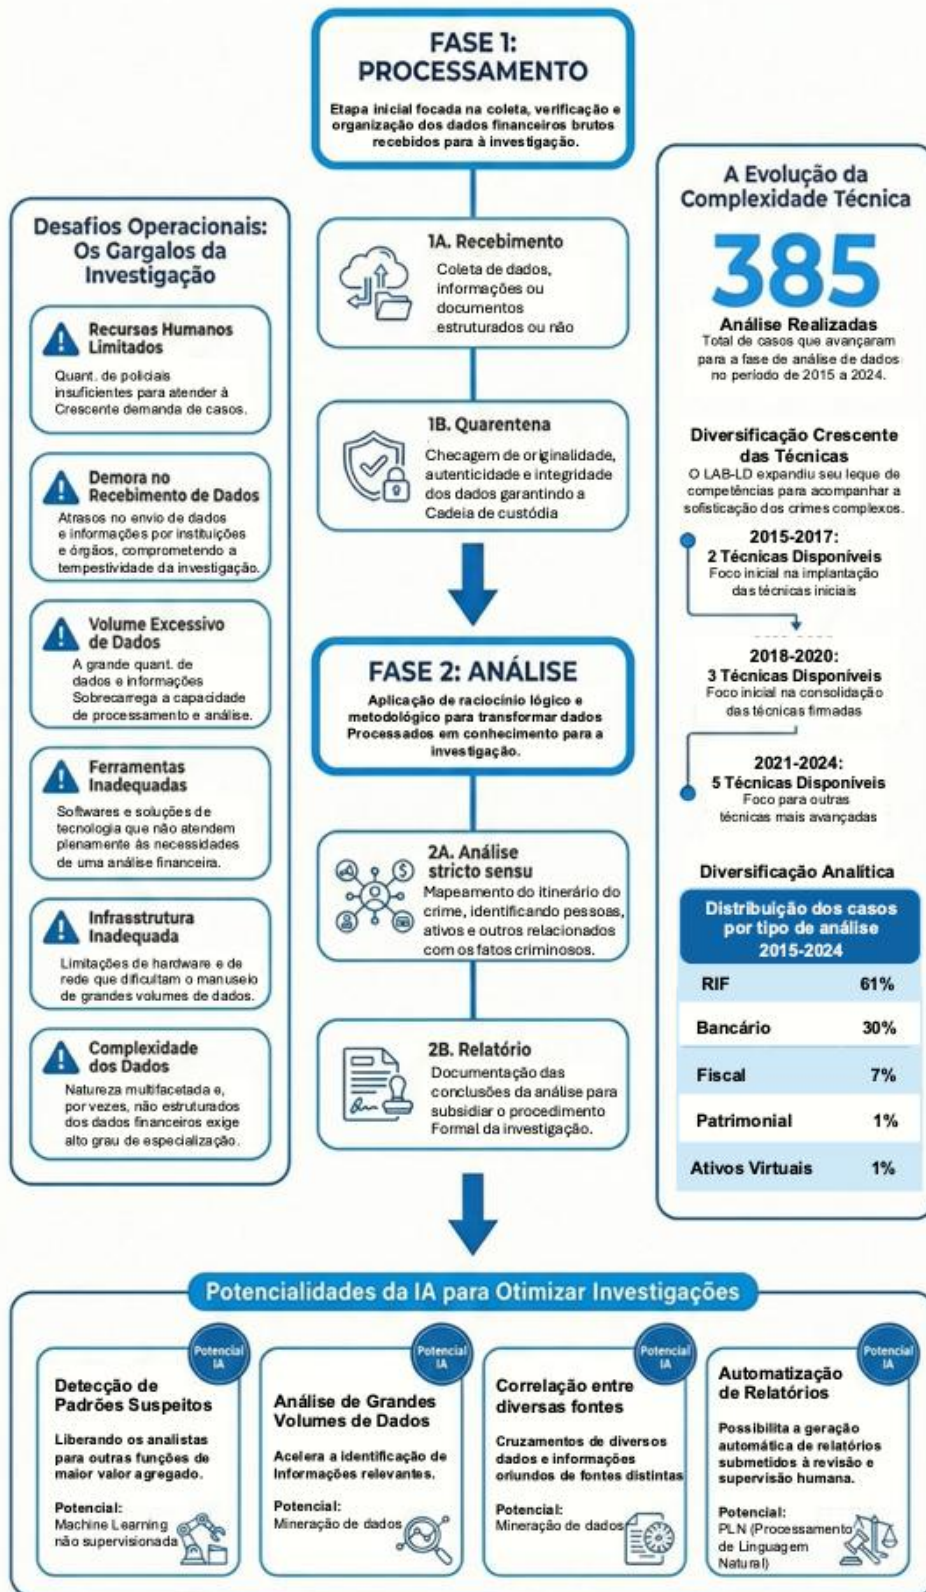 FASE 1:
PROCESSAMENTO
Etapa inicial focada na coleta, verificação e
organização dos dados financeiros brutos
recebidos para à investigação.
1A. Recebimento
Coleta de dados,
informações ou
documentos
estruturados ou não
1B. Quarentena
Checagem de originalidade,
autenticidade e integridade
dos dados garantindo a
Cadeia de custódia
FASE 2: ANÁLISE
Aplicação de raciocínio lógico e
metodológico para transformar dados
Processados em conhecimento para a
investigação.
2A. Análise
stricto sensu
Mapeamento do itinerário do
crime, identificando pessoas,
ativos e outros relacionados
com os fatos criminosos.
2B. Relatório
Documentação das
conclusões da análise para
subsidiar o procedimento
Formal da investigação.
Desafios Operacionais:
Os Gargalos da
Investigação
Recursos Humanos
Limitados
Quant. de policiais
insuficientes para atender à
Crescente demanda de casos.
Demora no
Recebimento de Dados
Atrasos no envio de dados
e informações por instituições
e órgãos, comprometendo a
tempestividade da investigação.
Volume Excessivo
de Dados
A grande quant. de
dados e informações
Sobrecarrega a capacidade
de processamento e análise.
Ferramentas
Inadequadas
Softwares e soluções de
tecnologia que não atendem
plenamente às necessidades
de uma análise financeira.
Infrasstrutura
Inadequada
Limitações de hardware e de
rede que dificultam o manuseio
de grandes volumes de dados.
Complexidade
dos Dados
Natureza multifacetada e,
por vezes, não estruturados
dos dados financeiros exige
alto grau de especialização.
A Evolução da
Complexidade Técnica
385
Análise Realizadas
Total de casos que avançaram
para a fase de análise de dados
no período de 2015 a 2024.
Diversificação Crescente
das Técnicas
O LAB-LD expandiu seu leque de
competências para acompanhar a
sofisticação dos crimes complexos.
2015-2017:
2 Técnicas Disponíveis
Foco inicial na implantação
das técnicas iniciais
2018-2020:
3 Técnicas Disponíveis
Foco inicial na consolidação
das técnicas firmadas
2021-2024:
5 Técnicas Disponíveis
Foco para outras
técnicas mais avançadas
Diversificação Analítica
Distribuição dos casos
por tipo de análise
2015-2024
RIF 61%
Bancário 30%
Fiscal 7%
Patrimonial 1%
Ativos Virtuais 1%
Potencialidades da IA para Otimizar Investigações
Potencial
IA
Detecção de
Padrões Suspeitos
Liberando os analistas
para outras funções de
maior valor agregado.
Potencial:
Machine Learning
não supervisionada
Potencial
IA
Análise de Grandes
Volumes de Dados
Acelera a identificação de
Informações relevantes.
Potencial:
Mineração de dados
Potencial
IA
Correlação entre
diversas fontes
Cruzamentos de diversos
dados e informações
oriundos de fontes distintas
Potencial:
Mineração de dados
Potencial
IA
Automatização
de Relatórios
Possibilita a geração
automática de relatórios
submetidos à revisão e
supervisão humana.
Potencial:
PLN (Processamento
de Linguagem
Natural)